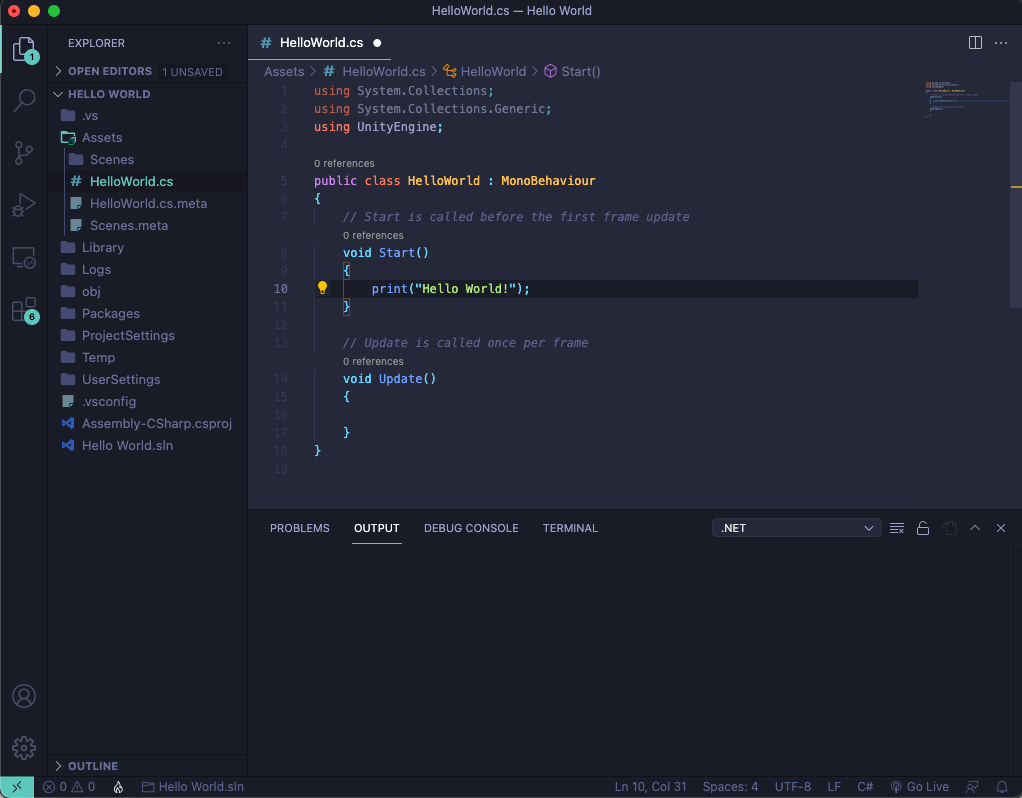 HelloWorld.cs — Hello World
EXPLORER
OPEN EDITORS 1 UNSAVED
HELLO WORLD
.vs
Assets
Scenes
HelloWorld.cs
HelloWorld.cs.meta
Scenes.meta
Library
Logs
obj
Packages
ProjectSettings
Temp
UserSettings
.vsconfig
Assembly-CSharp.csproj
Hello World.sln
OUTLINE
1
6
# HelloWorld.cs
Assets > # HelloWorld.cs > HelloWorld > Start()
1 using System.Collections;
2 using System.Collections.Generic;
3 using UnityEngine;
4
0 references
5 public class HelloWorld : MonoBehaviour
6 {
7 // Start is called before the first frame update
0 references
8 void Start()
9 {
10 print("Hello World!");
11 }
12
13 // Update is called once per frame
0 references
14 void Update()
15 {
16
17 }
18 }
19
PROBLEMS OUTPUT DEBUG CONSOLE TERMINAL .NET
0 0 Hello World.sln Ln 10, Col 31 Spaces: 4 UTF-8 LF C# Go Live